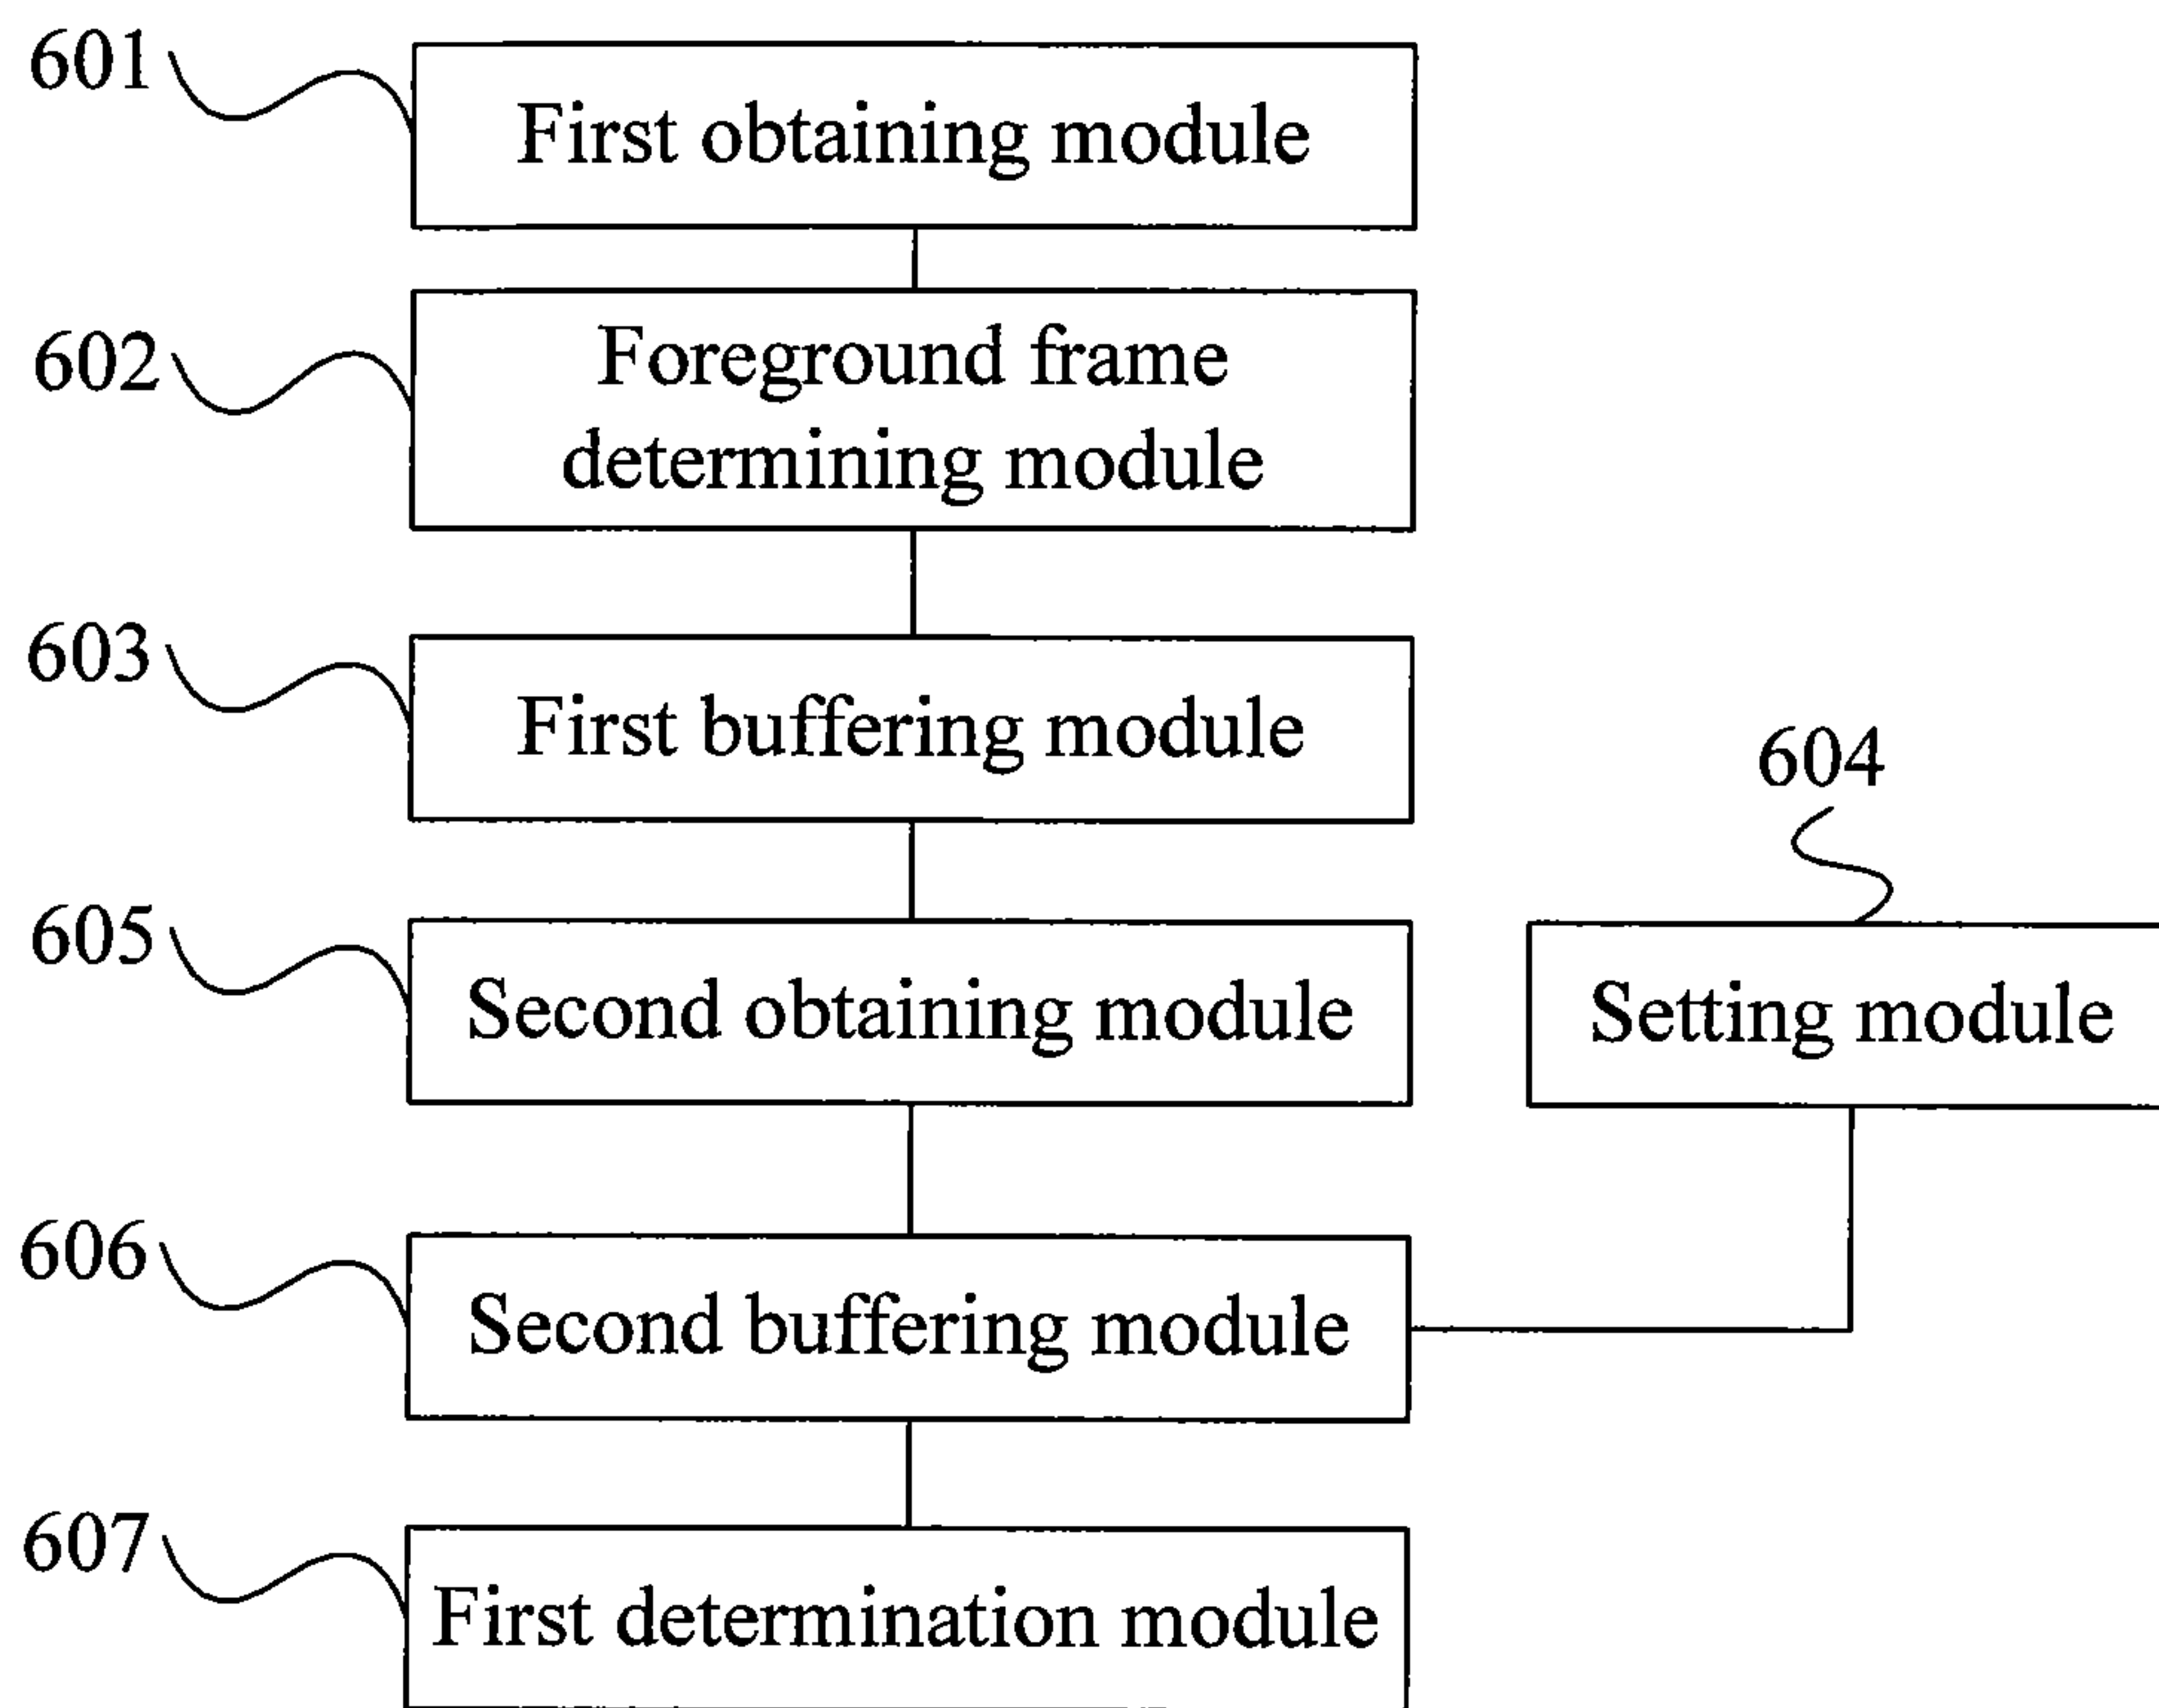 601
First obtaining module
602
Foreground frame
determining module
603
First buffering module
604
605
Second obtaining module
Setting module
606
Second buffering module
607
First determination module